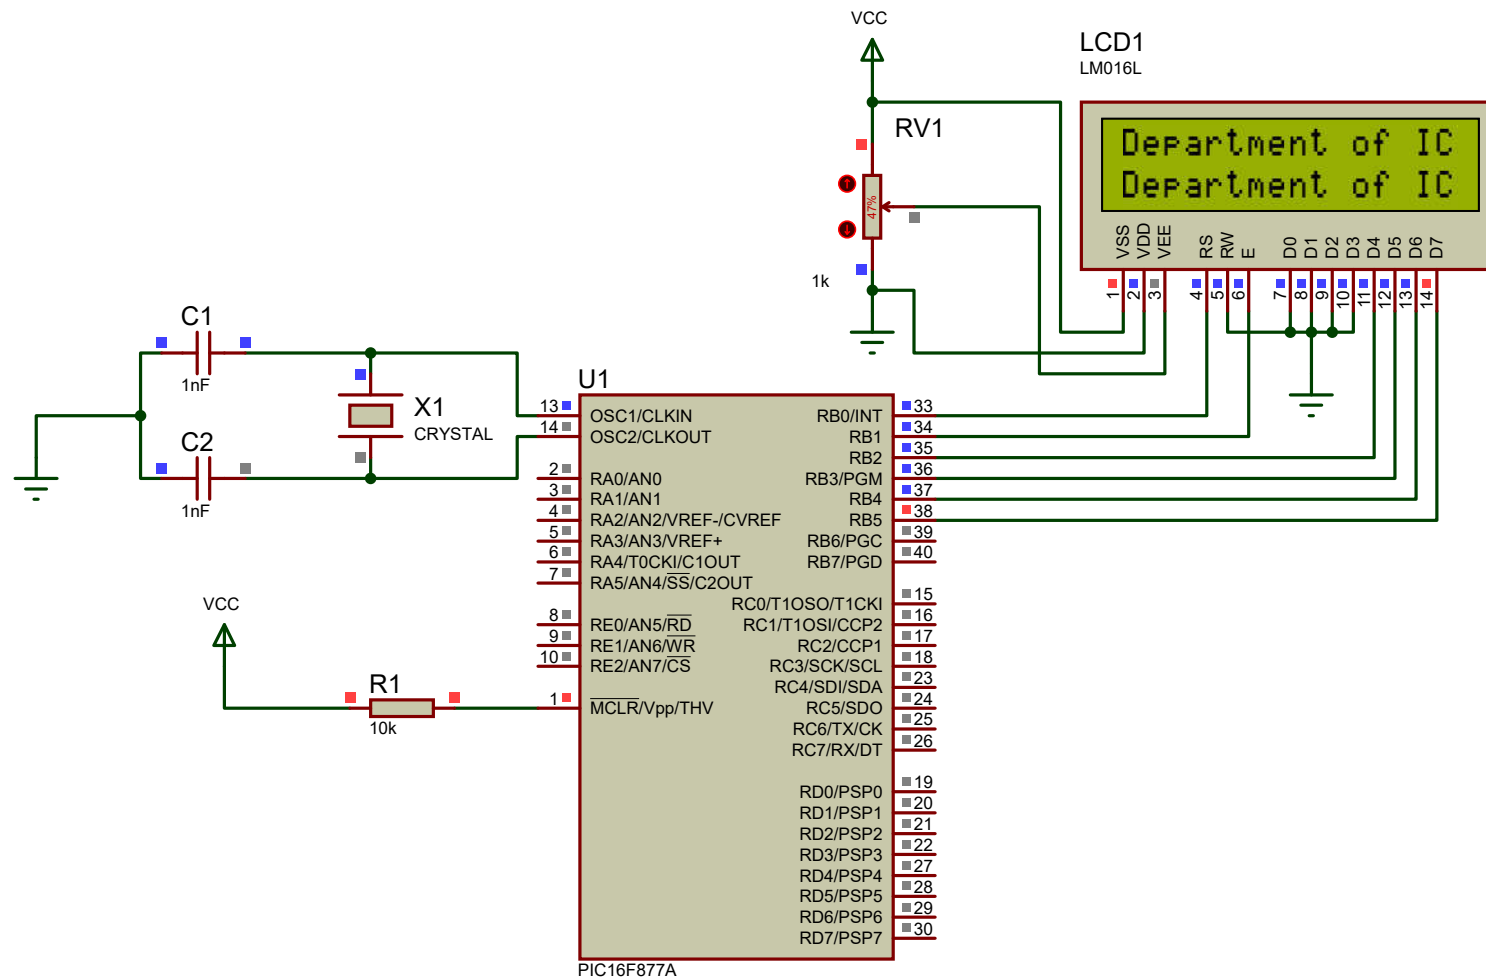 VCC
LCD1
LM016L
RV1
Department of IC
Department of IC
47%
1k
VSS
VDD
VEE
RS
RW
E
D0
D1
D2
D3
D4
D5
D6
D7
1
2
3
4
5
6
7
8
9
10
11
12
13
14
C1
1nF
X1
CRYSTAL
C2
1nF
U1
13 OSC1/CLKIN
14 OSC2/CLKOUT
2 RA0/AN0
3 RA1/AN1
4 RA2/AN2/VREF-/CVREF
5 RA3/AN3/VREF+
6 RA4/T0CKI/C1OUT
7 RA5/AN4/SS/C2OUT
8 RE0/AN5/RD
9 RE1/AN6/WR
10 RE2/AN7/CS
1 MCLR/Vpp/THV
RB0/INT 33
RB1 34
RB2 35
RB3/PGM 36
RB4 37
RB5 38
RB6/PGC 39
RB7/PGD 40
RC0/T1OSO/T1CKI 15
RC1/T1OSI/CCP2 16
RC2/CCP1 17
RC3/SCK/SCL 18
RC4/SDI/SDA 23
RC5/SDO 24
RC6/TX/CK 25
RC7/RX/DT 26
RD0/PSP0 19
RD1/PSP1 20
RD2/PSP2 21
RD3/PSP3 22
RD4/PSP4 27
RD5/PSP5 28
RD6/PSP6 29
RD7/PSP7 30
PIC16F877A
VCC
R1
10k